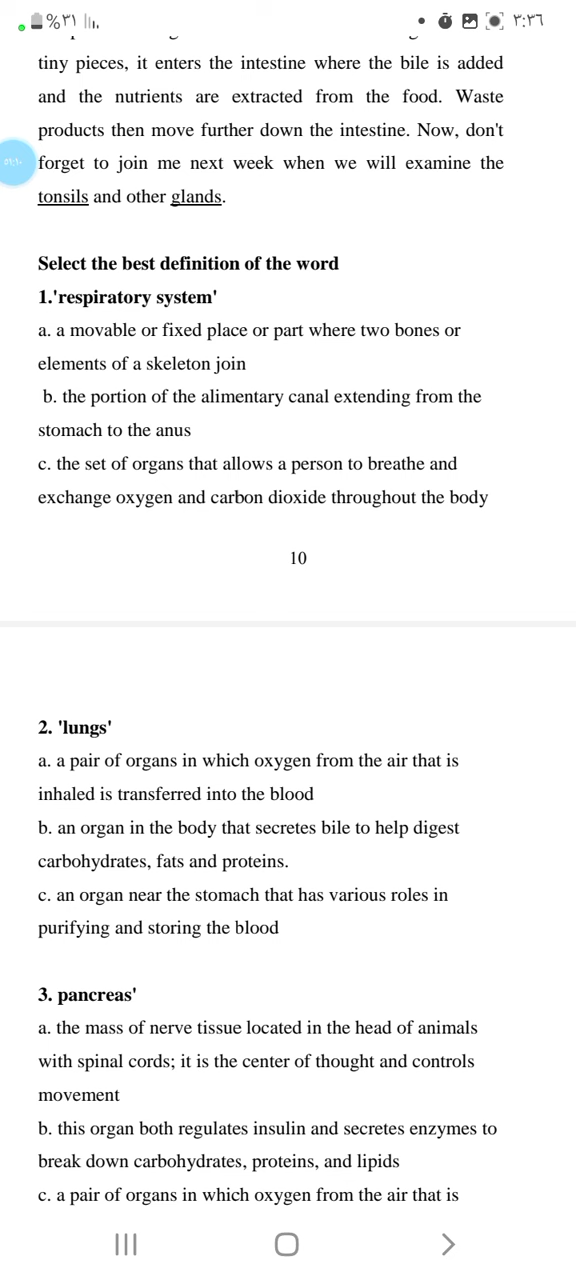 %٣١ ٣:٣٦
tiny pieces, it enters the intestine where the bile is added
and the nutrients are extracted from the food. Waste
products then move further down the intestine. Now, don't
forget to join me next week when we will examine the
tonsils and other glands.
Select the best definition of the word
1.'respiratory system'
a. a movable or fixed place or part where two bones or
elements of a skeleton join
b. the portion of the alimentary canal extending from the
stomach to the anus
c. the set of organs that allows a person to breathe and
exchange oxygen and carbon dioxide throughout the body
10
2. 'lungs'
a. a pair of organs in which oxygen from the air that is
inhaled is transferred into the blood
b. an organ in the body that secretes bile to help digest
carbohydrates, fats and proteins.
c. an organ near the stomach that has various roles in
purifying and storing the blood
3. pancreas'
a. the mass of nerve tissue located in the head of animals
with spinal cords; it is the center of thought and controls
movement
b. this organ both regulates insulin and secretes enzymes to
break down carbohydrates, proteins, and lipids
c. a pair of organs in which oxygen from the air that is